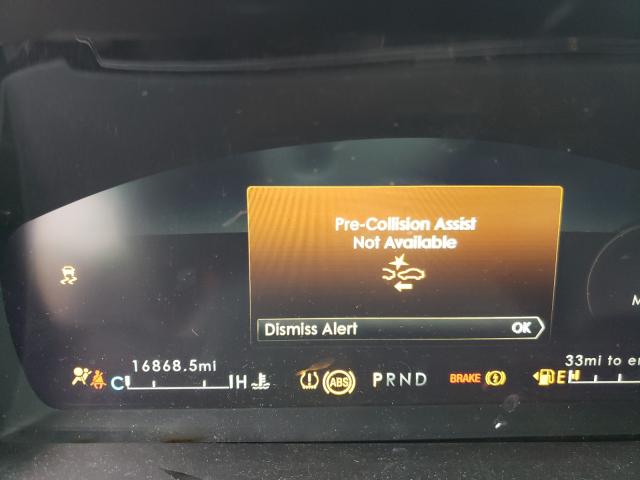 Pre-Collision Assist
Not Available
Dismiss Alert OK
M
16868.5mi
33mi to
C H ABS PRND BRAKE E